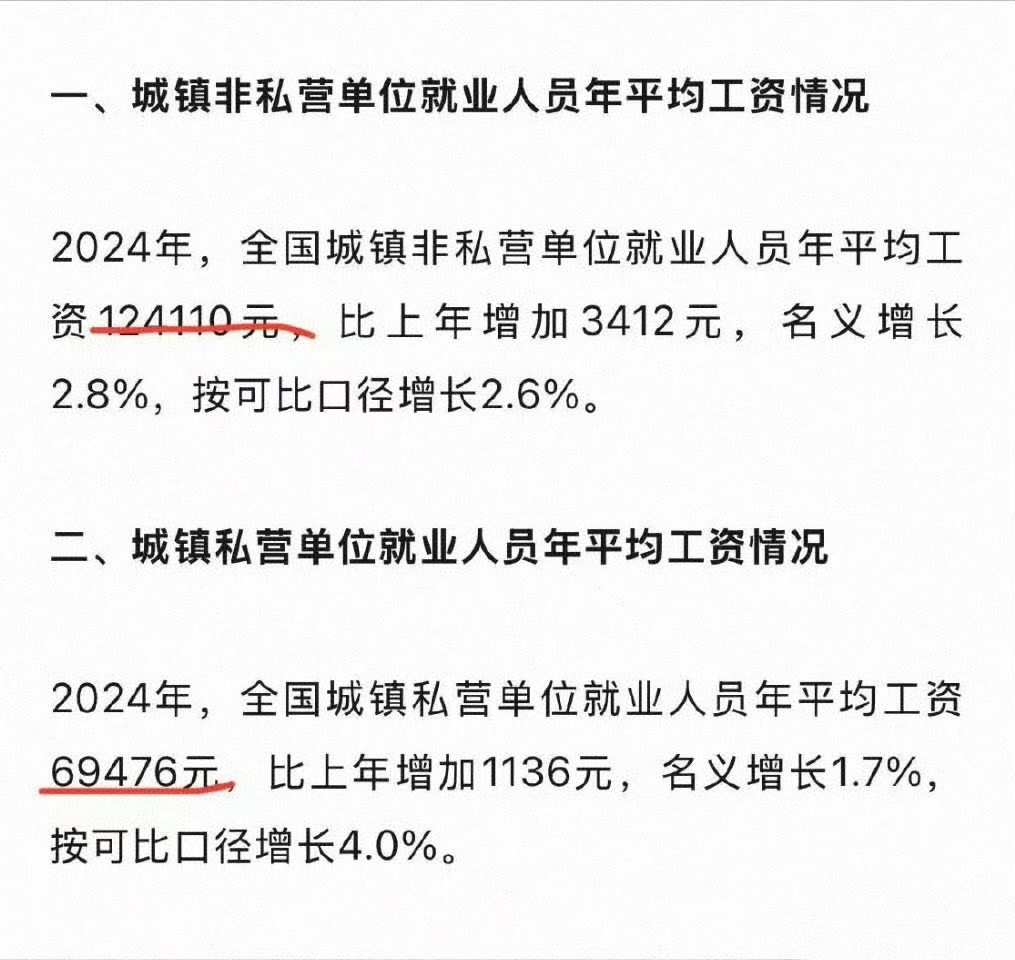 一、城镇非私营单位就业人员年平均工资情况
2024年，全国城镇非私营单位就业人员年平均工
资124110元，比上年增加3412元，名义增长
2.8%，按可比口径增长2.6%。
二、城镇私营单位就业人员年平均工资情况
2024年，全国城镇私营单位就业人员年平均工资
69476元，比上年增加1136元，名义增长1.7%，
按可比口径增长4.0%。